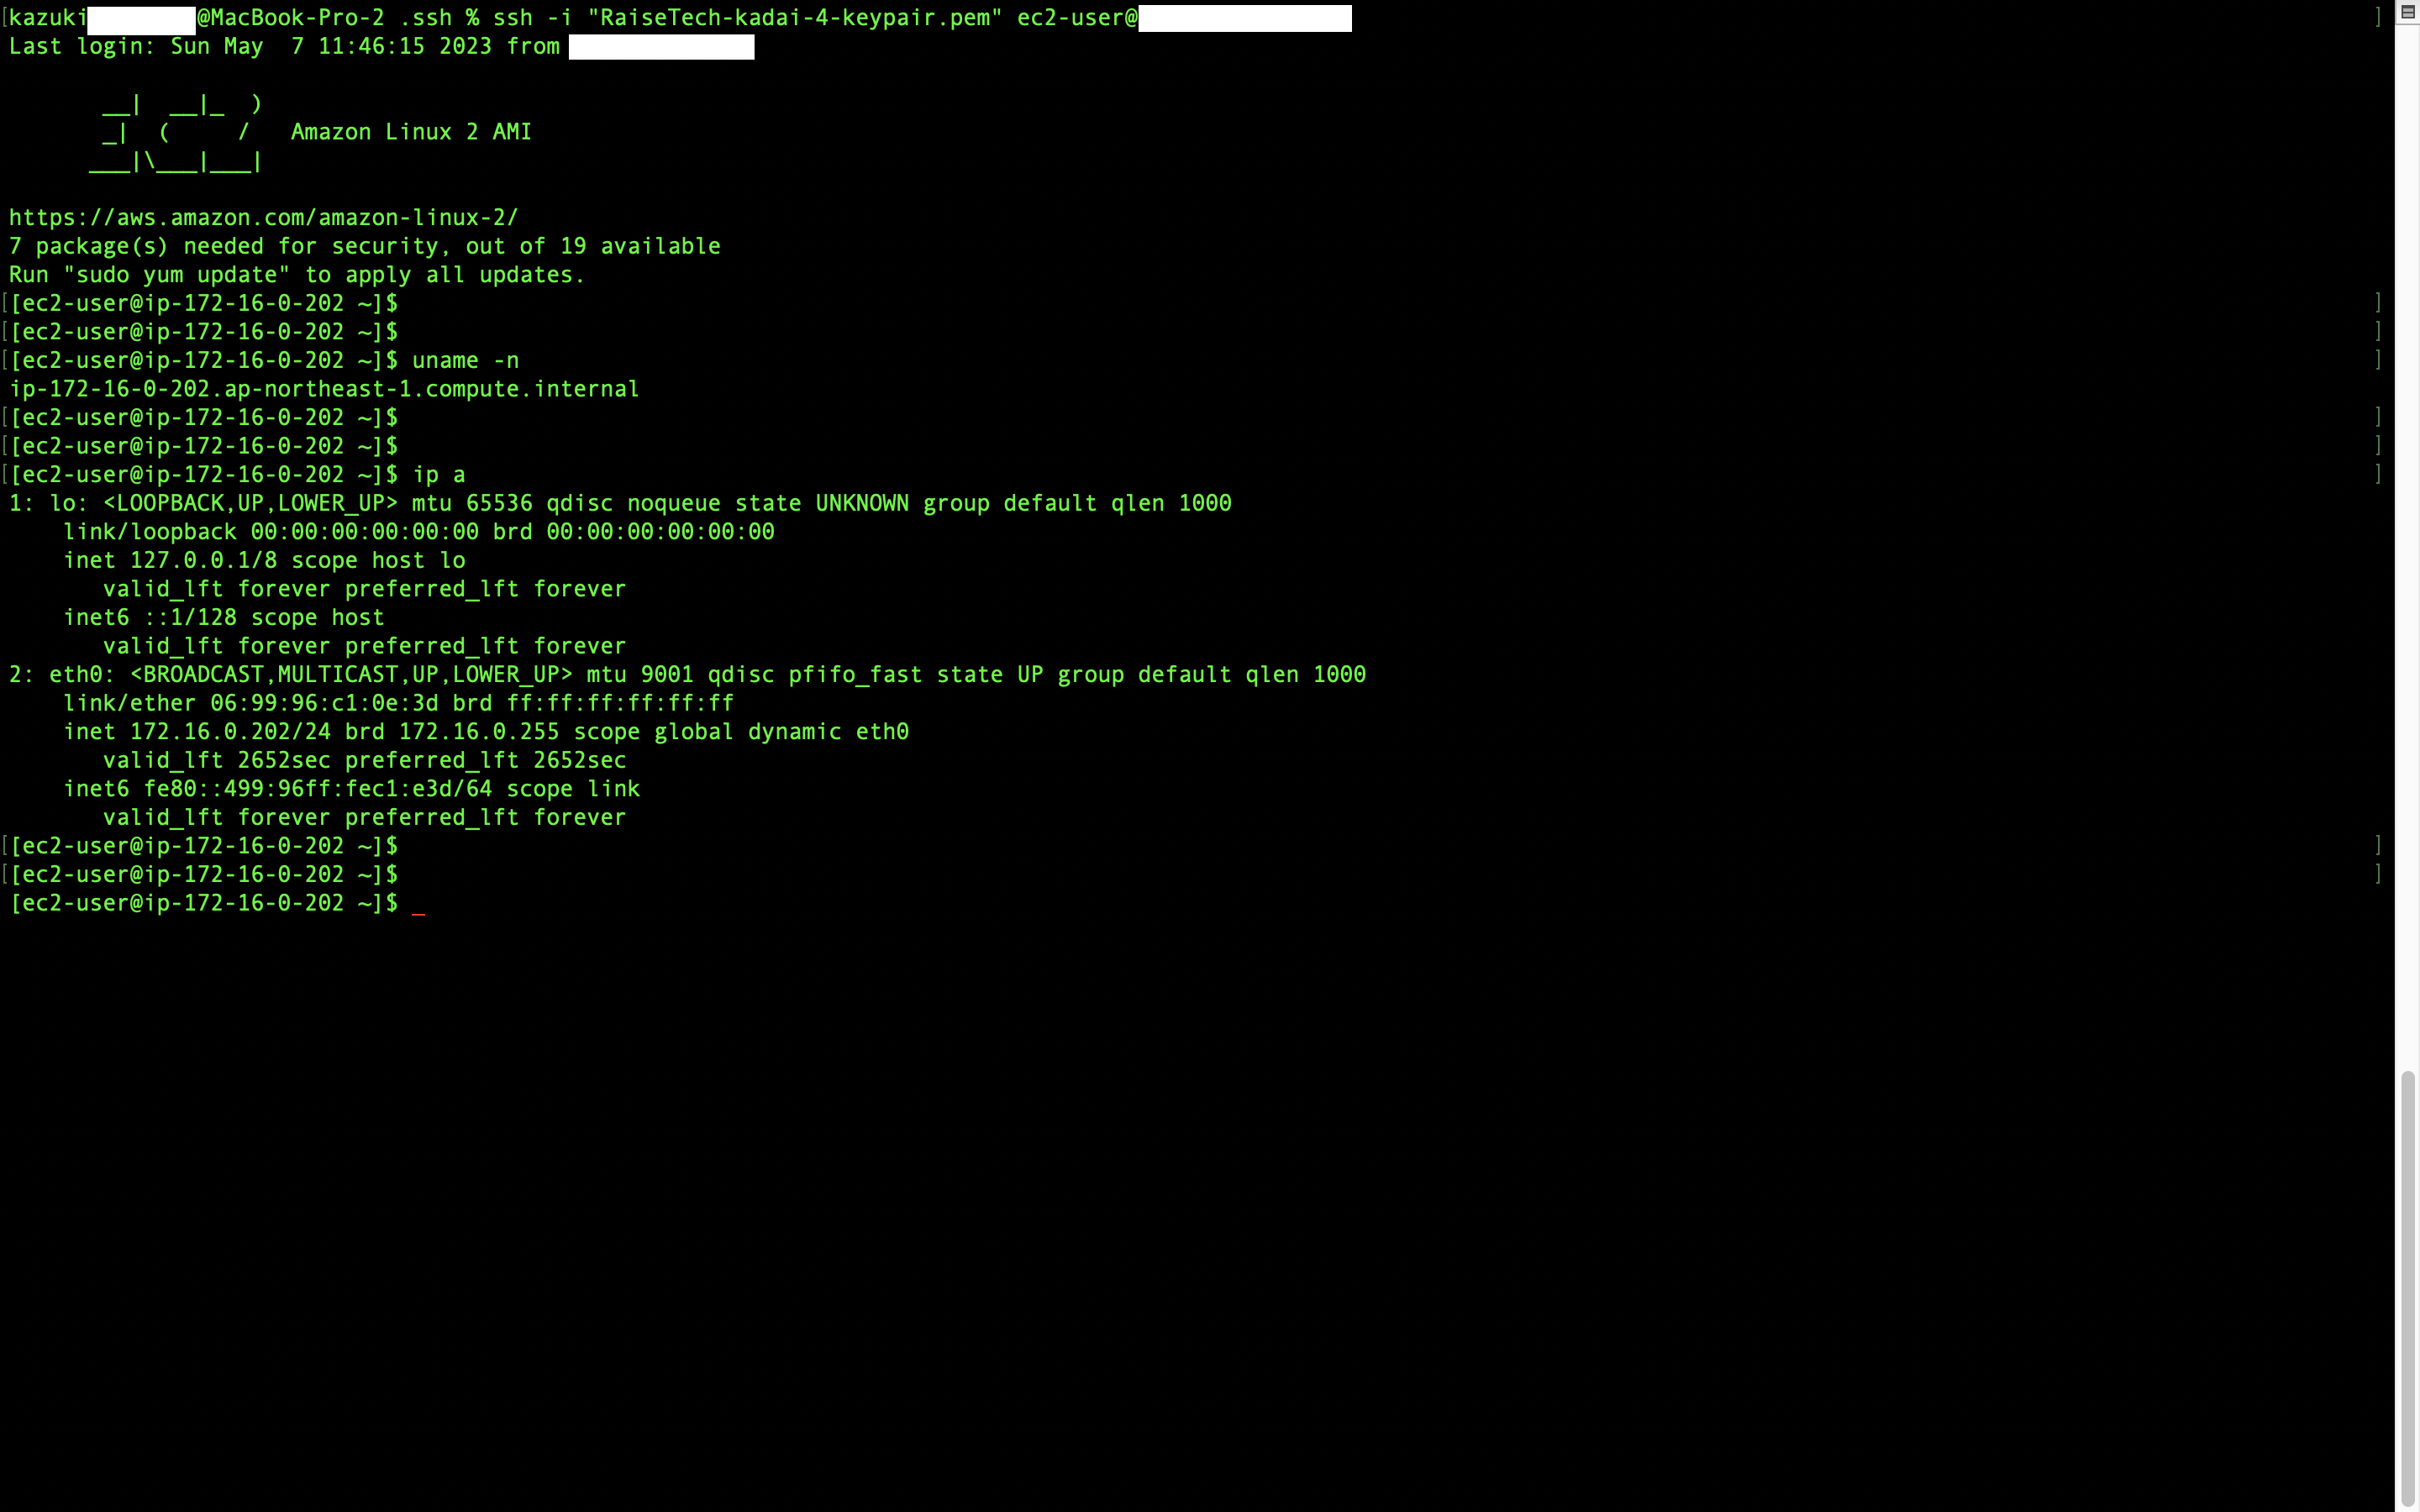 [kazuki @MacBook-Pro-2 .ssh % ssh -i "RaiseTech-kadai-4-keypair.pem" ec2-user@ ]
Last login: Sun May  7 11:46:15 2023 from

       __|  __|_  )
       _|  (     /   Amazon Linux 2 AMI
      ___|\___|___|

https://aws.amazon.com/amazon-linux-2/
7 package(s) needed for security, out of 19 available
Run "sudo yum update" to apply all updates.
[[ec2-user@ip-172-16-0-202 ~]$ ]
[[ec2-user@ip-172-16-0-202 ~]$ ]
[[ec2-user@ip-172-16-0-202 ~]$ uname -n ]
ip-172-16-0-202.ap-northeast-1.compute.internal
[[ec2-user@ip-172-16-0-202 ~]$ ]
[[ec2-user@ip-172-16-0-202 ~]$ ]
[[ec2-user@ip-172-16-0-202 ~]$ ip a ]
1: lo: <LOOPBACK,UP,LOWER_UP> mtu 65536 qdisc noqueue state UNKNOWN group default qlen 1000
    link/loopback 00:00:00:00:00:00 brd 00:00:00:00:00:00
    inet 127.0.0.1/8 scope host lo
       valid_lft forever preferred_lft forever
    inet6 ::1/128 scope host
       valid_lft forever preferred_lft forever
2: eth0: <BROADCAST,MULTICAST,UP,LOWER_UP> mtu 9001 qdisc pfifo_fast state UP group default qlen 1000
    link/ether 06:99:96:c1:0e:3d brd ff:ff:ff:ff:ff:ff
    inet 172.16.0.202/24 brd 172.16.0.255 scope global dynamic eth0
       valid_lft 2652sec preferred_lft 2652sec
    inet6 fe80::499:96ff:fec1:e3d/64 scope link
       valid_lft forever preferred_lft forever
[[ec2-user@ip-172-16-0-202 ~]$ ]
[[ec2-user@ip-172-16-0-202 ~]$ ]
[ec2-user@ip-172-16-0-202 ~]$ _